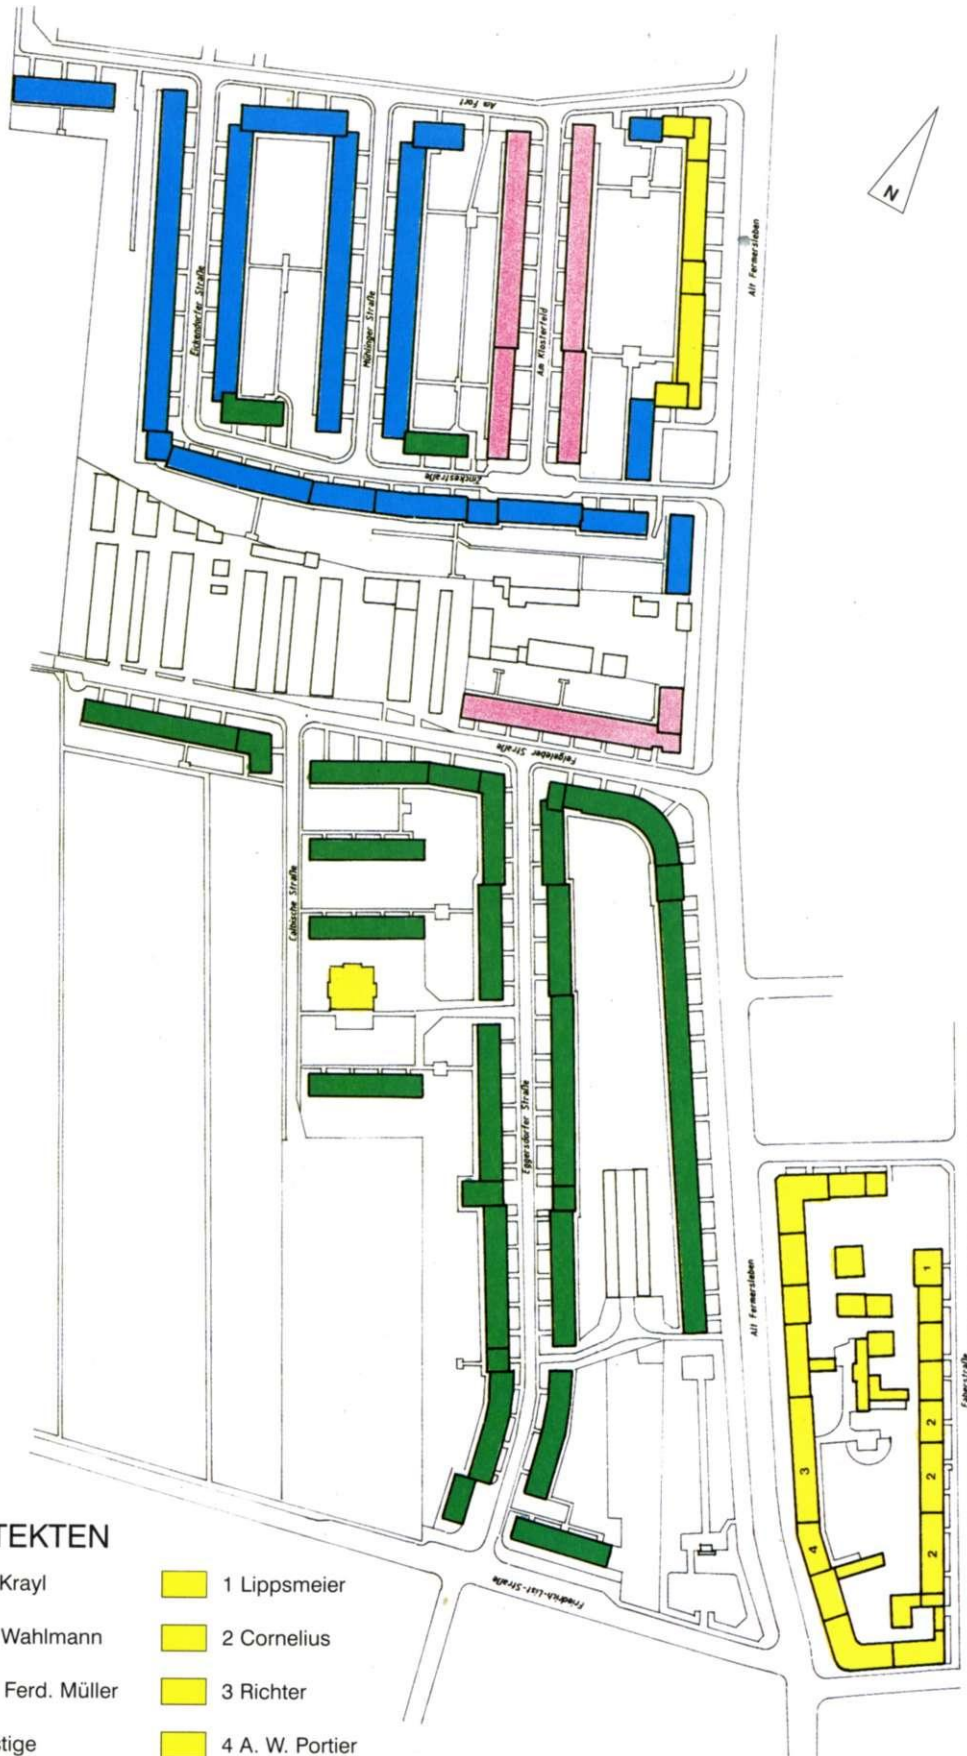 Am Fort
N
Alt Fermersleben
Eickendorfer Straße
Mühlinger Straße
Am Klosterfeld
Zinckestraße
Felgeleber Straße
Calbische Straße
Eggersdorfer Straße
Alt Fermersleben
Faberstraße
1
2
2
2
3
4
Friedrich-List-Straße
TEKTEN
Krayl
Wahlmann
Ferd. Müller
tige
1 Lippsmeier
2 Cornelius
3 Richter
4 A. W. Portier